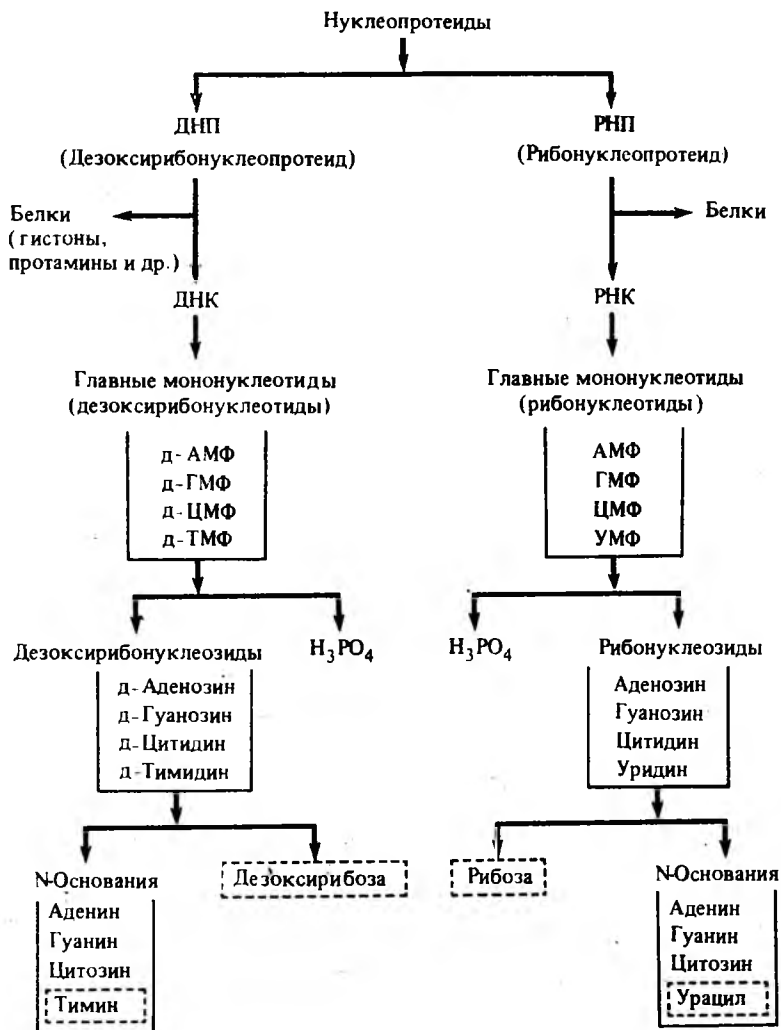 Нуклеопротеиды
ДНП
(Дезоксирибонуклеопротеид)
Белки
(гистоны,
протамины и др.)
ДНК
Главные мононуклеотиды
(дезоксирибонуклеотиды)
д-АМФ
д-ГМФ
д-ЦМФ
д-ТМФ
Дезоксирибонуклеозиды
H₃PO₄
д-Аденозин
д-Гуанозин
д-Цитидин
д-Тимидин
N-Основания
Аденин
Гуанин
Цитозин
Тимин
Дезоксирибоза
РНП
(Рибонуклеопротеид)
Белки
РНК
Главные мононуклеотиды
(рибонуклеотиды)
АМФ
ГМФ
ЦМФ
УМФ
H₃PO₄
Рибонуклеозиды
Аденозин
Гуанозин
Цитидин
Уридин
Рибоза
N-Основания
Аденин
Гуанин
Цитозин
Урацил